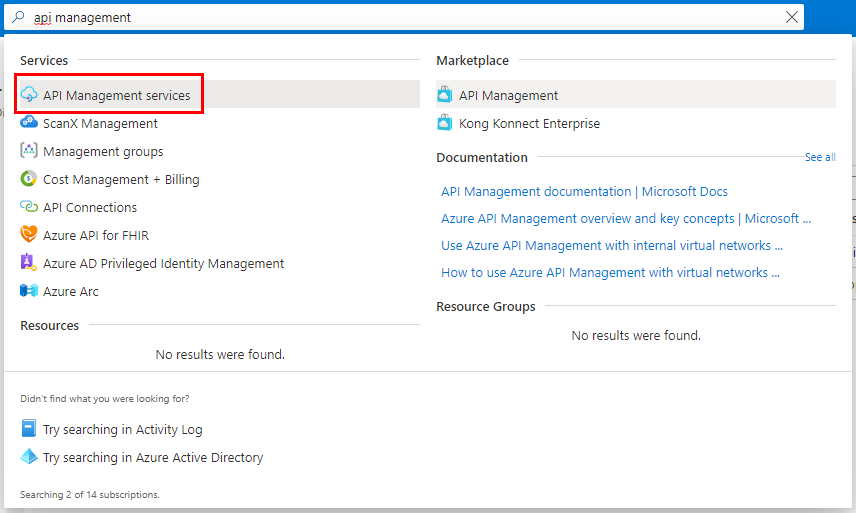 api management
Services
API Management services
ScanX Management
Management groups
Cost Management + Billing
API Connections
Azure API for FHIR
Azure AD Privileged Identity Management
Azure Arc
Resources
No results were found.
Marketplace
API Management
Kong Konnect Enterprise
Documentation
See all
API Management documentation | Microsoft Docs
Azure API Management overview and key concepts | Microsoft ...
Use Azure API Management with internal virtual networks ...
How to use Azure API Management with virtual networks ...
Resource Groups
No results were found.
Didn't find what you were looking for?
Try searching in Activity Log
Try searching in Azure Active Directory
Searching 2 of 14 subscriptions.